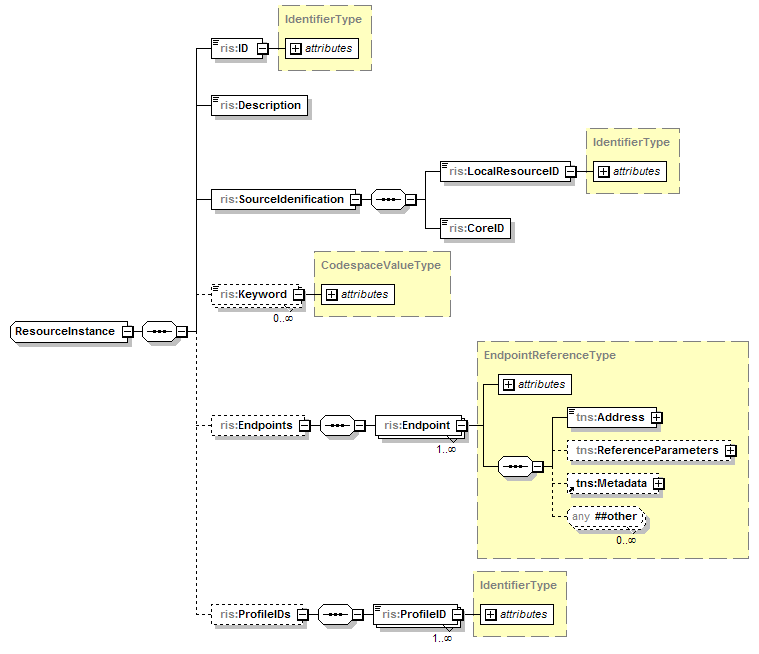 IdentifierType
ris:ID
attributes
ris:Description
IdentifierType
ris:LocalResourceID
attributes
ris:SourceIdenification
ris:CoreID
CodespaceValueType
ris:Keyword
attributes
0..∞
ResourceInstance
EndpointReferenceType
attributes
tns:Address
ris:Endpoints
ris:Endpoint
1..∞
tns:ReferenceParameters
tns:Metadata
any ##other
0..∞
IdentifierType
ris:ProfileIDs
ris:ProfileID
attributes
1..∞